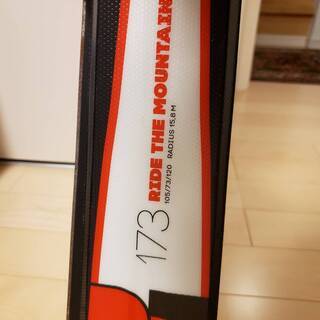 RIDE THE MOUNTAIN
105/73/120 RADIUS 15,8 M
173